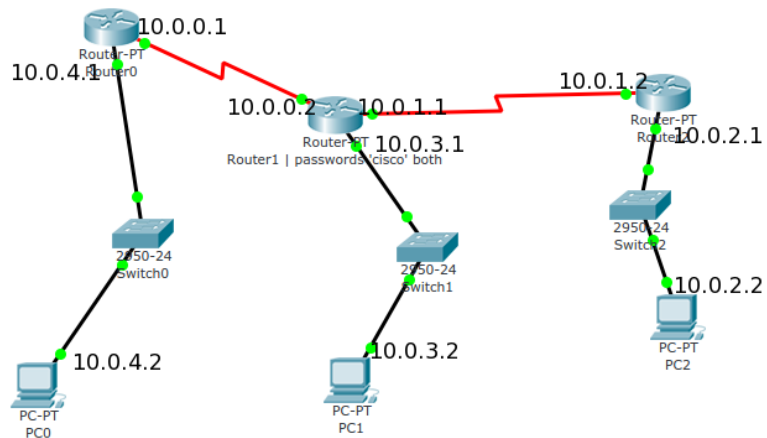 10.0.0.1
Router-PT
Router0
10.0.4.1
10.0.0.2
10.0.1.1
Router-PT
Router1 | passwords 'cisco' both
10.0.3.1
10.0.1.2
Router-PT
Router2
10.0.2.1
2950-24
Switch0
2950-24
Switch1
2950-24
Switch2
10.0.4.2
PC-PT
PC0
10.0.3.2
PC-PT
PC1
10.0.2.2
PC-PT
PC2